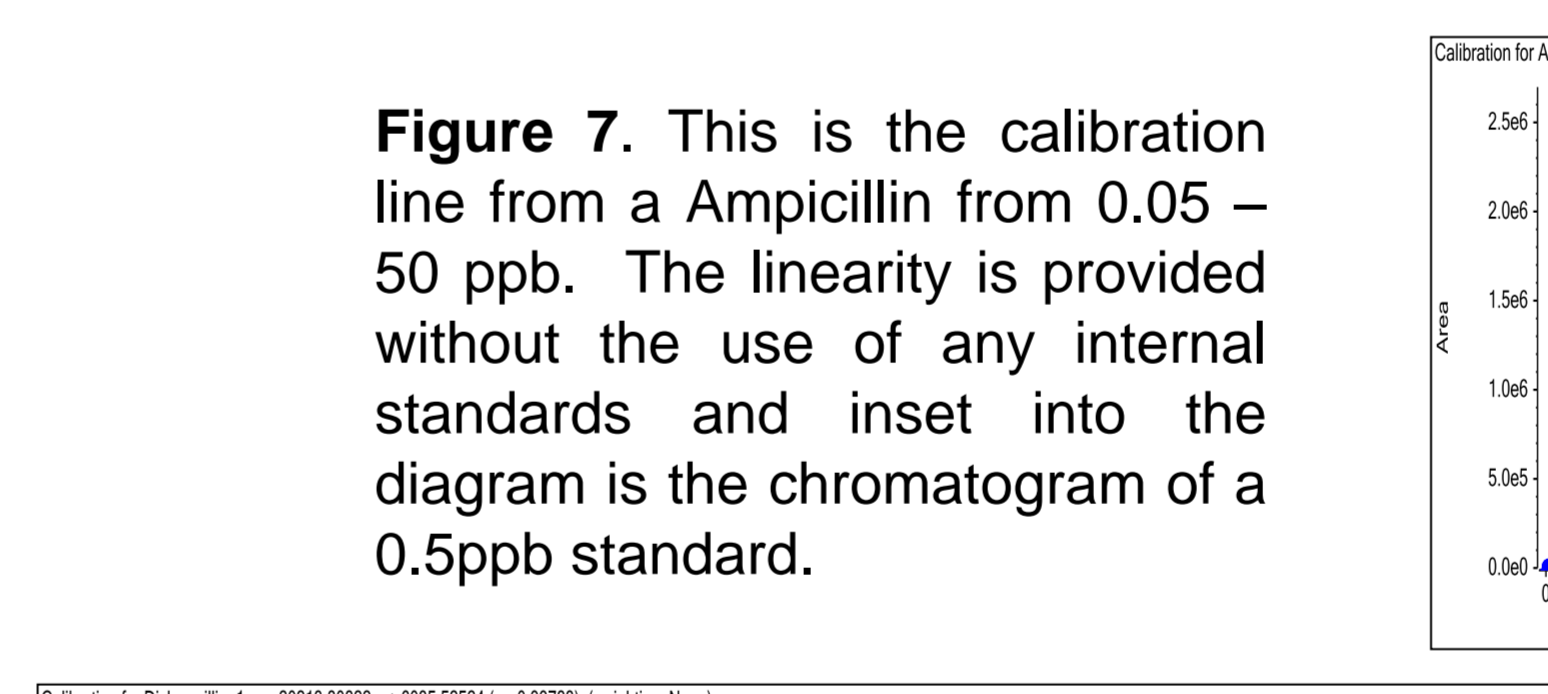 Figure 7. This is the calibration
line from a Ampicillin from 0.05 –
50 ppb.  The linearity is provided
without the use of any internal
standards and inset into the
diagram is the chromatogram of a
0.5ppb standard.
Calibration for A
2.5e6
2.0e6
1.5e6
Area
1.0e6
5.0e5
0.0e0